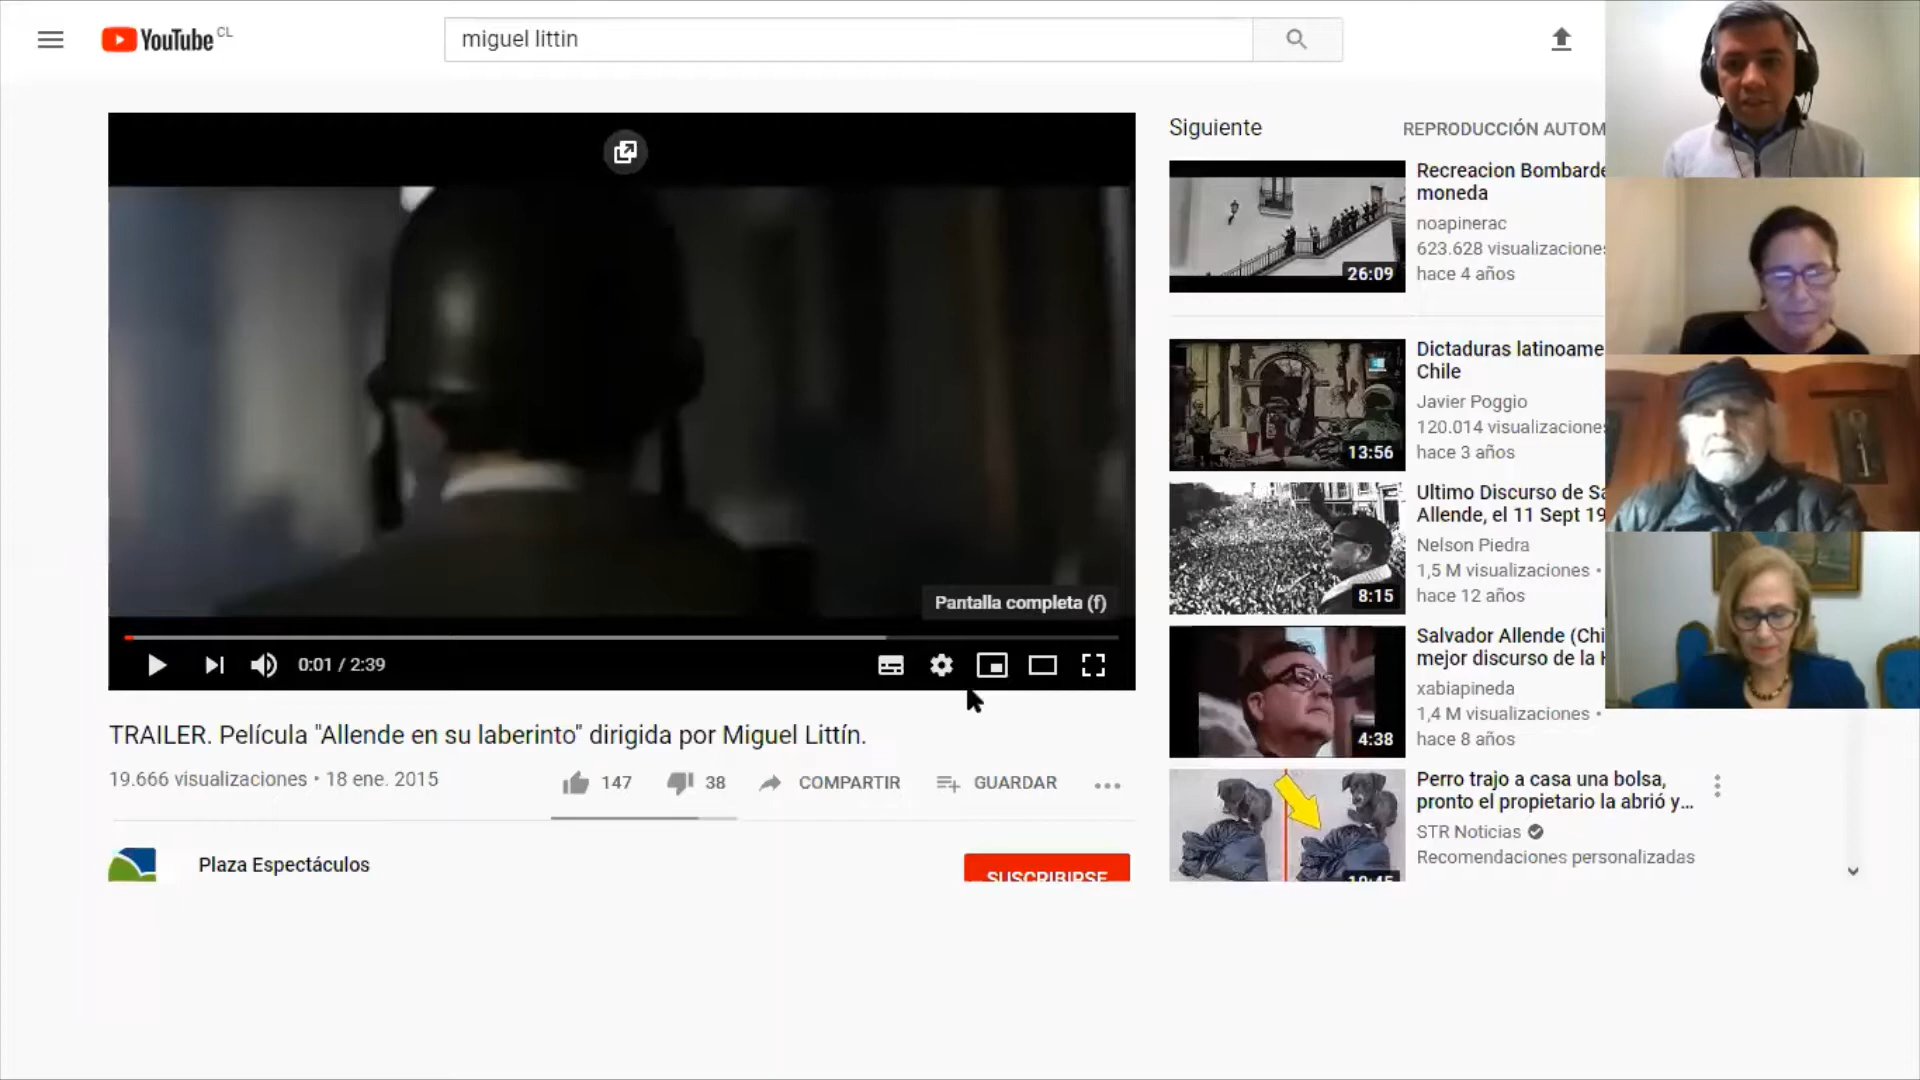 YouTube CL
miguel littin
Siguiente
REPRODUCCIÓN AUTOM
Recreacion Bombarde
moneda
noapinerac
623.628 visualizaciones
hace 4 años
26:09
Dictaduras latinoame
Chile
Javier Poggio
120.014 visualizaciones
hace 3 años
13:56
Ultimo Discurso de Sa
Allende, el 11 Sept 19
Nelson Piedra
1,5 M visualizaciones •
hace 12 años
8:15
Pantalla completa (f)
0:01 / 2:39
Salvador Allende (Chi
mejor discurso de la H
xabiapineda
1,4 M visualizaciones •
hace 8 años
4:38
TRAILER. Película "Allende en su laberinto" dirigida por Miguel Littín.
19.666 visualizaciones • 18 ene. 2015
147
38
COMPARTIR
GUARDAR
Perro trajo a casa una bolsa,
pronto el propietario la abrió y...
STR Noticias
Recomendaciones personalizadas
Plaza Espectáculos
SUSCRIBIRSE